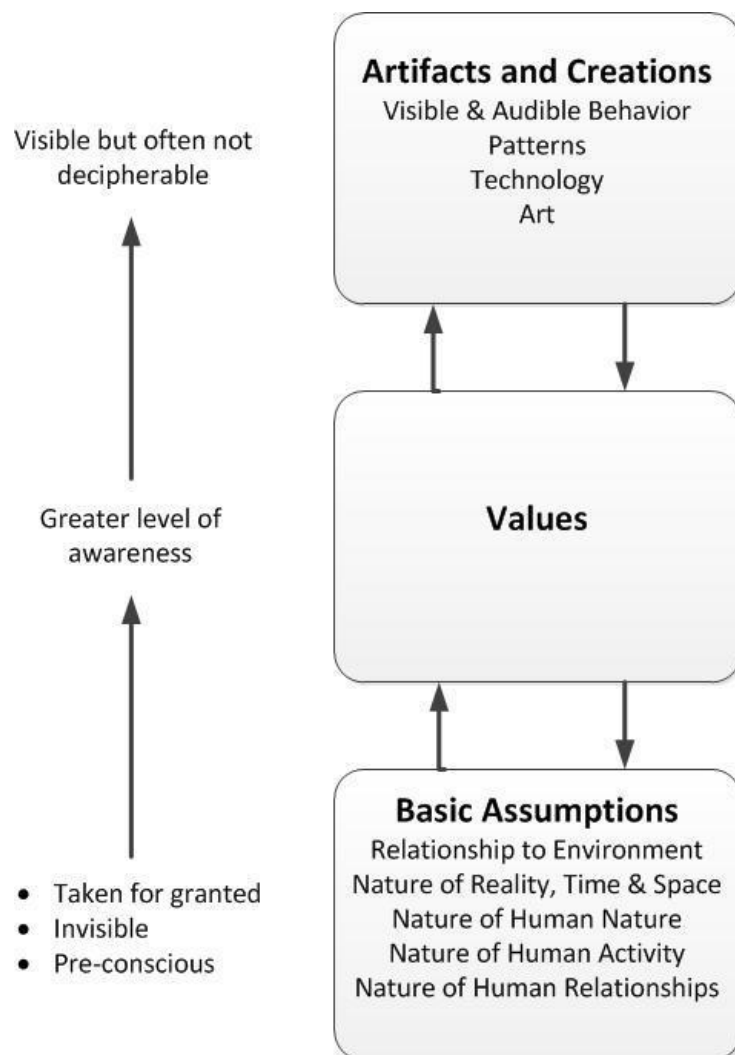 Artifacts and Creations
Visible & Audible Behavior
Patterns
Technology
Art
Visible but often not
decipherable
Values
Greater level of
awareness
Basic Assumptions
Relationship to Environment
Nature of Reality, Time & Space
Nature of Human Nature
Nature of Human Activity
Nature of Human Relationships
• Taken for granted
• Invisible
• Pre-conscious